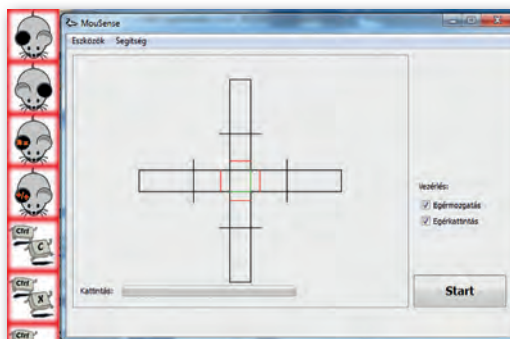 MouSense
Eszközök Segítség
Vezérlés:
Egérmozgatás
Egérkattintás
Kattintás:
Start
Ctrl
C
Ctrl
X
Ctrl